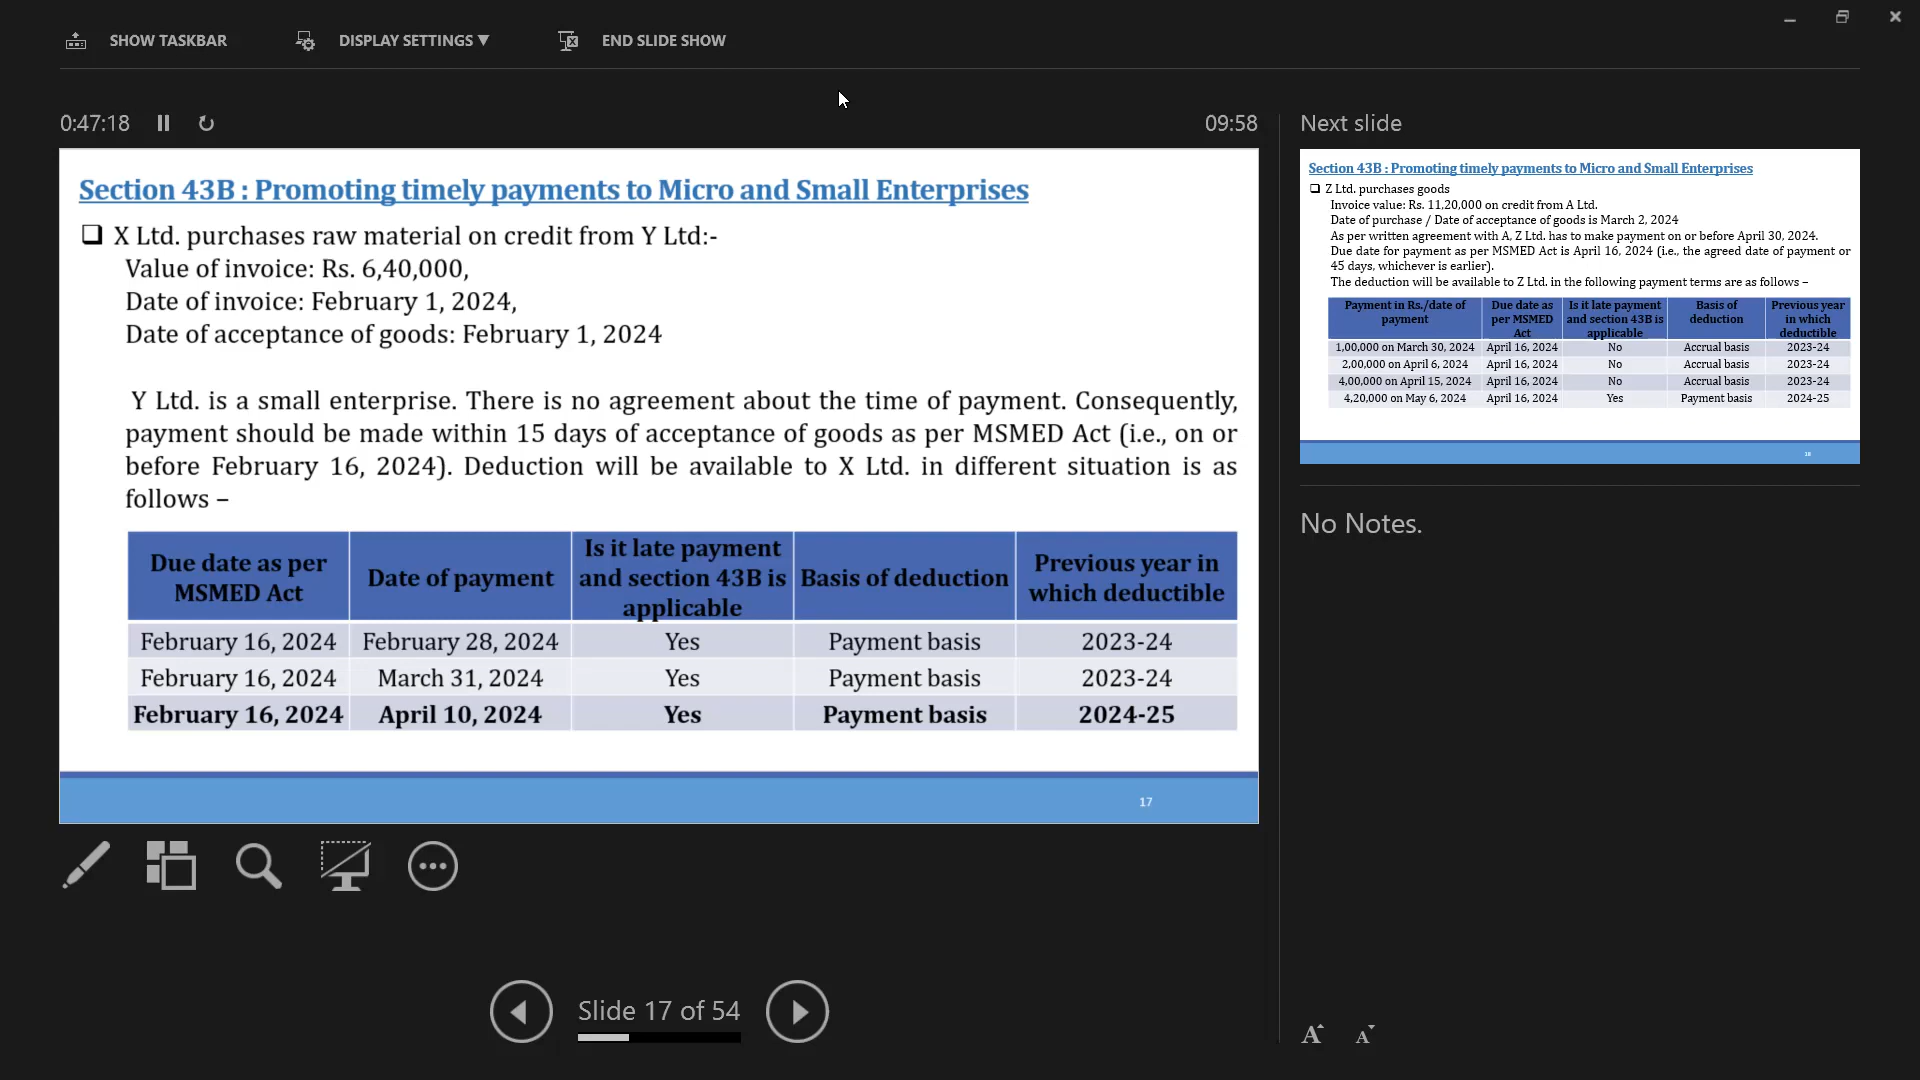 SHOW TASKBAR
DISPLAY SETTINGS ▼
END SLIDE SHOW
0:47:18
09:58
Section 43B : Promoting timely payments to Micro and Small Enterprises
❑ X Ltd. purchases raw material on credit from Y Ltd:-
Value of invoice: Rs. 6,40,000,
Date of invoice: February 1, 2024,
Date of acceptance of goods: February 1, 2024
Y Ltd. is a small enterprise. There is no agreement about the time of payment. Consequently,
payment should be made within 15 days of acceptance of goods as per MSMED Act (i.e., on or
before February 16, 2024). Deduction will be available to X Ltd. in different situation is as
follows –
Due date as per MSMED Act | Date of payment | Is it late payment and section 43B is applicable | Basis of deduction | Previous year in which deductible
February 16, 2024 | February 28, 2024 | Yes | Payment basis | 2023-24
February 16, 2024 | March 31, 2024 | Yes | Payment basis | 2023-24
February 16, 2024 | April 10, 2024 | Yes | Payment basis | 2024-25
17
Slide 17 of 54
Next slide
Section 43B : Promoting timely payments to Micro and Small Enterprises
❑ Z Ltd. purchases goods
Invoice value: Rs. 11,20,000 on credit from A Ltd.
Date of purchase / Date of acceptance of goods is March 2, 2024
As per written agreement with A, Z Ltd. has to make payment on or before April 30, 2024.
Due date for payment as per MSMED Act is April 16, 2024 (i.e., the agreed date of payment or
45 days, whichever is earlier).
The deduction will be available to Z Ltd. in the following payment terms are as follows –
Payment in Rs./date of payment | Due date as per MSMED Act | Is it late payment and section 43B is applicable | Basis of deduction | Previous year in which deductible
1,00,000 on March 30, 2024 | April 16, 2024 | No | Accrual basis | 2023-24
2,00,000 on April 6, 2024 | April 16, 2024 | No | Accrual basis | 2023-24
4,00,000 on April 15, 2024 | April 16, 2024 | No | Accrual basis | 2023-24
4,20,000 on May 6, 2024 | April 16, 2024 | Yes | Payment basis | 2024-25
18
No Notes.
A A